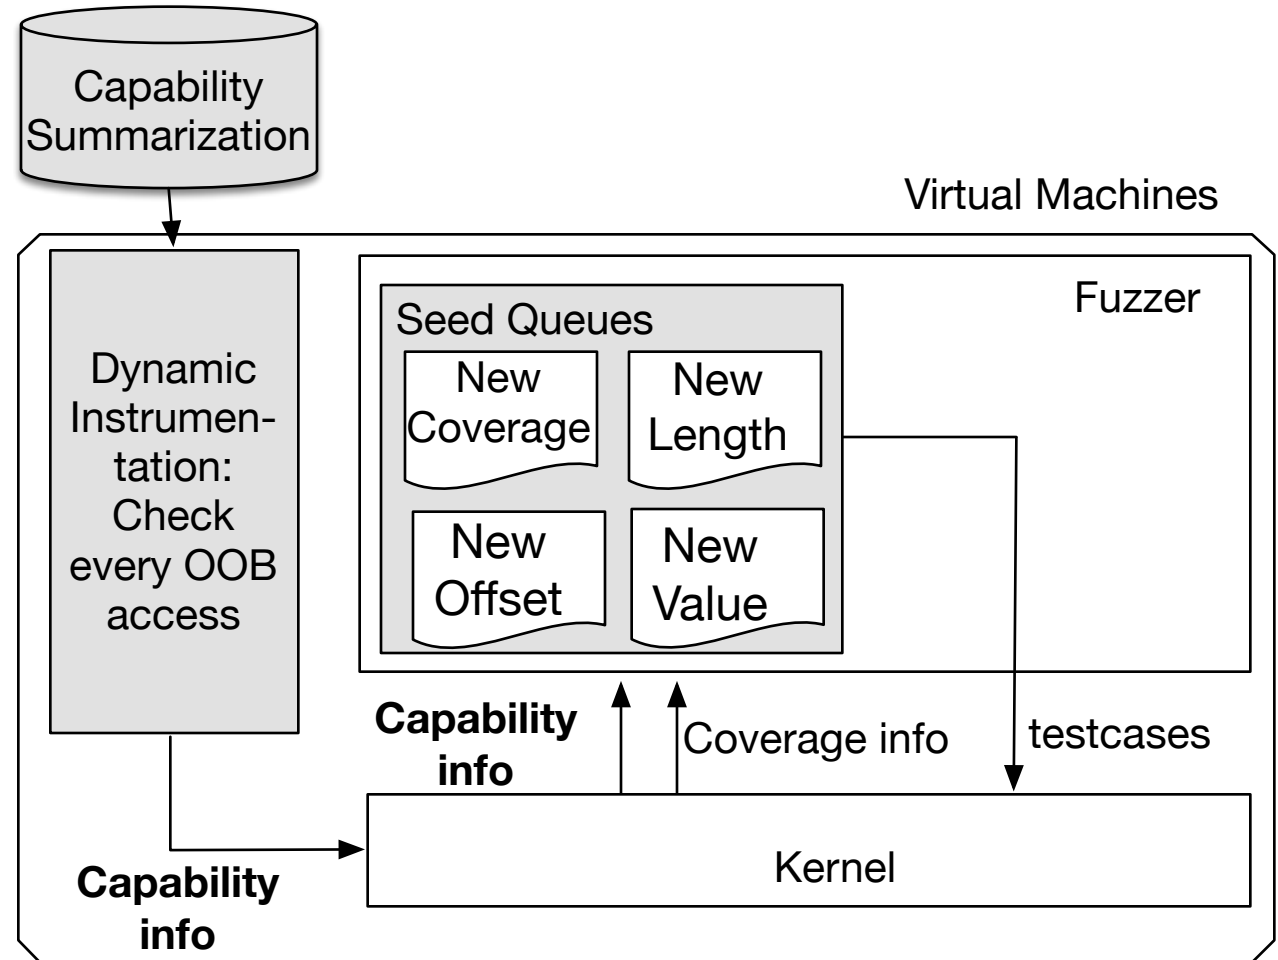 Capability
Summarization
Virtual Machines
Fuzzer
Seed Queues
New
Coverage
New
Length
New
Offset
New
Value
Dynamic
Instrumen-
tation:
Check
every OOB
access
Capability
info
Coverage info
testcases
Kernel
Capability
info